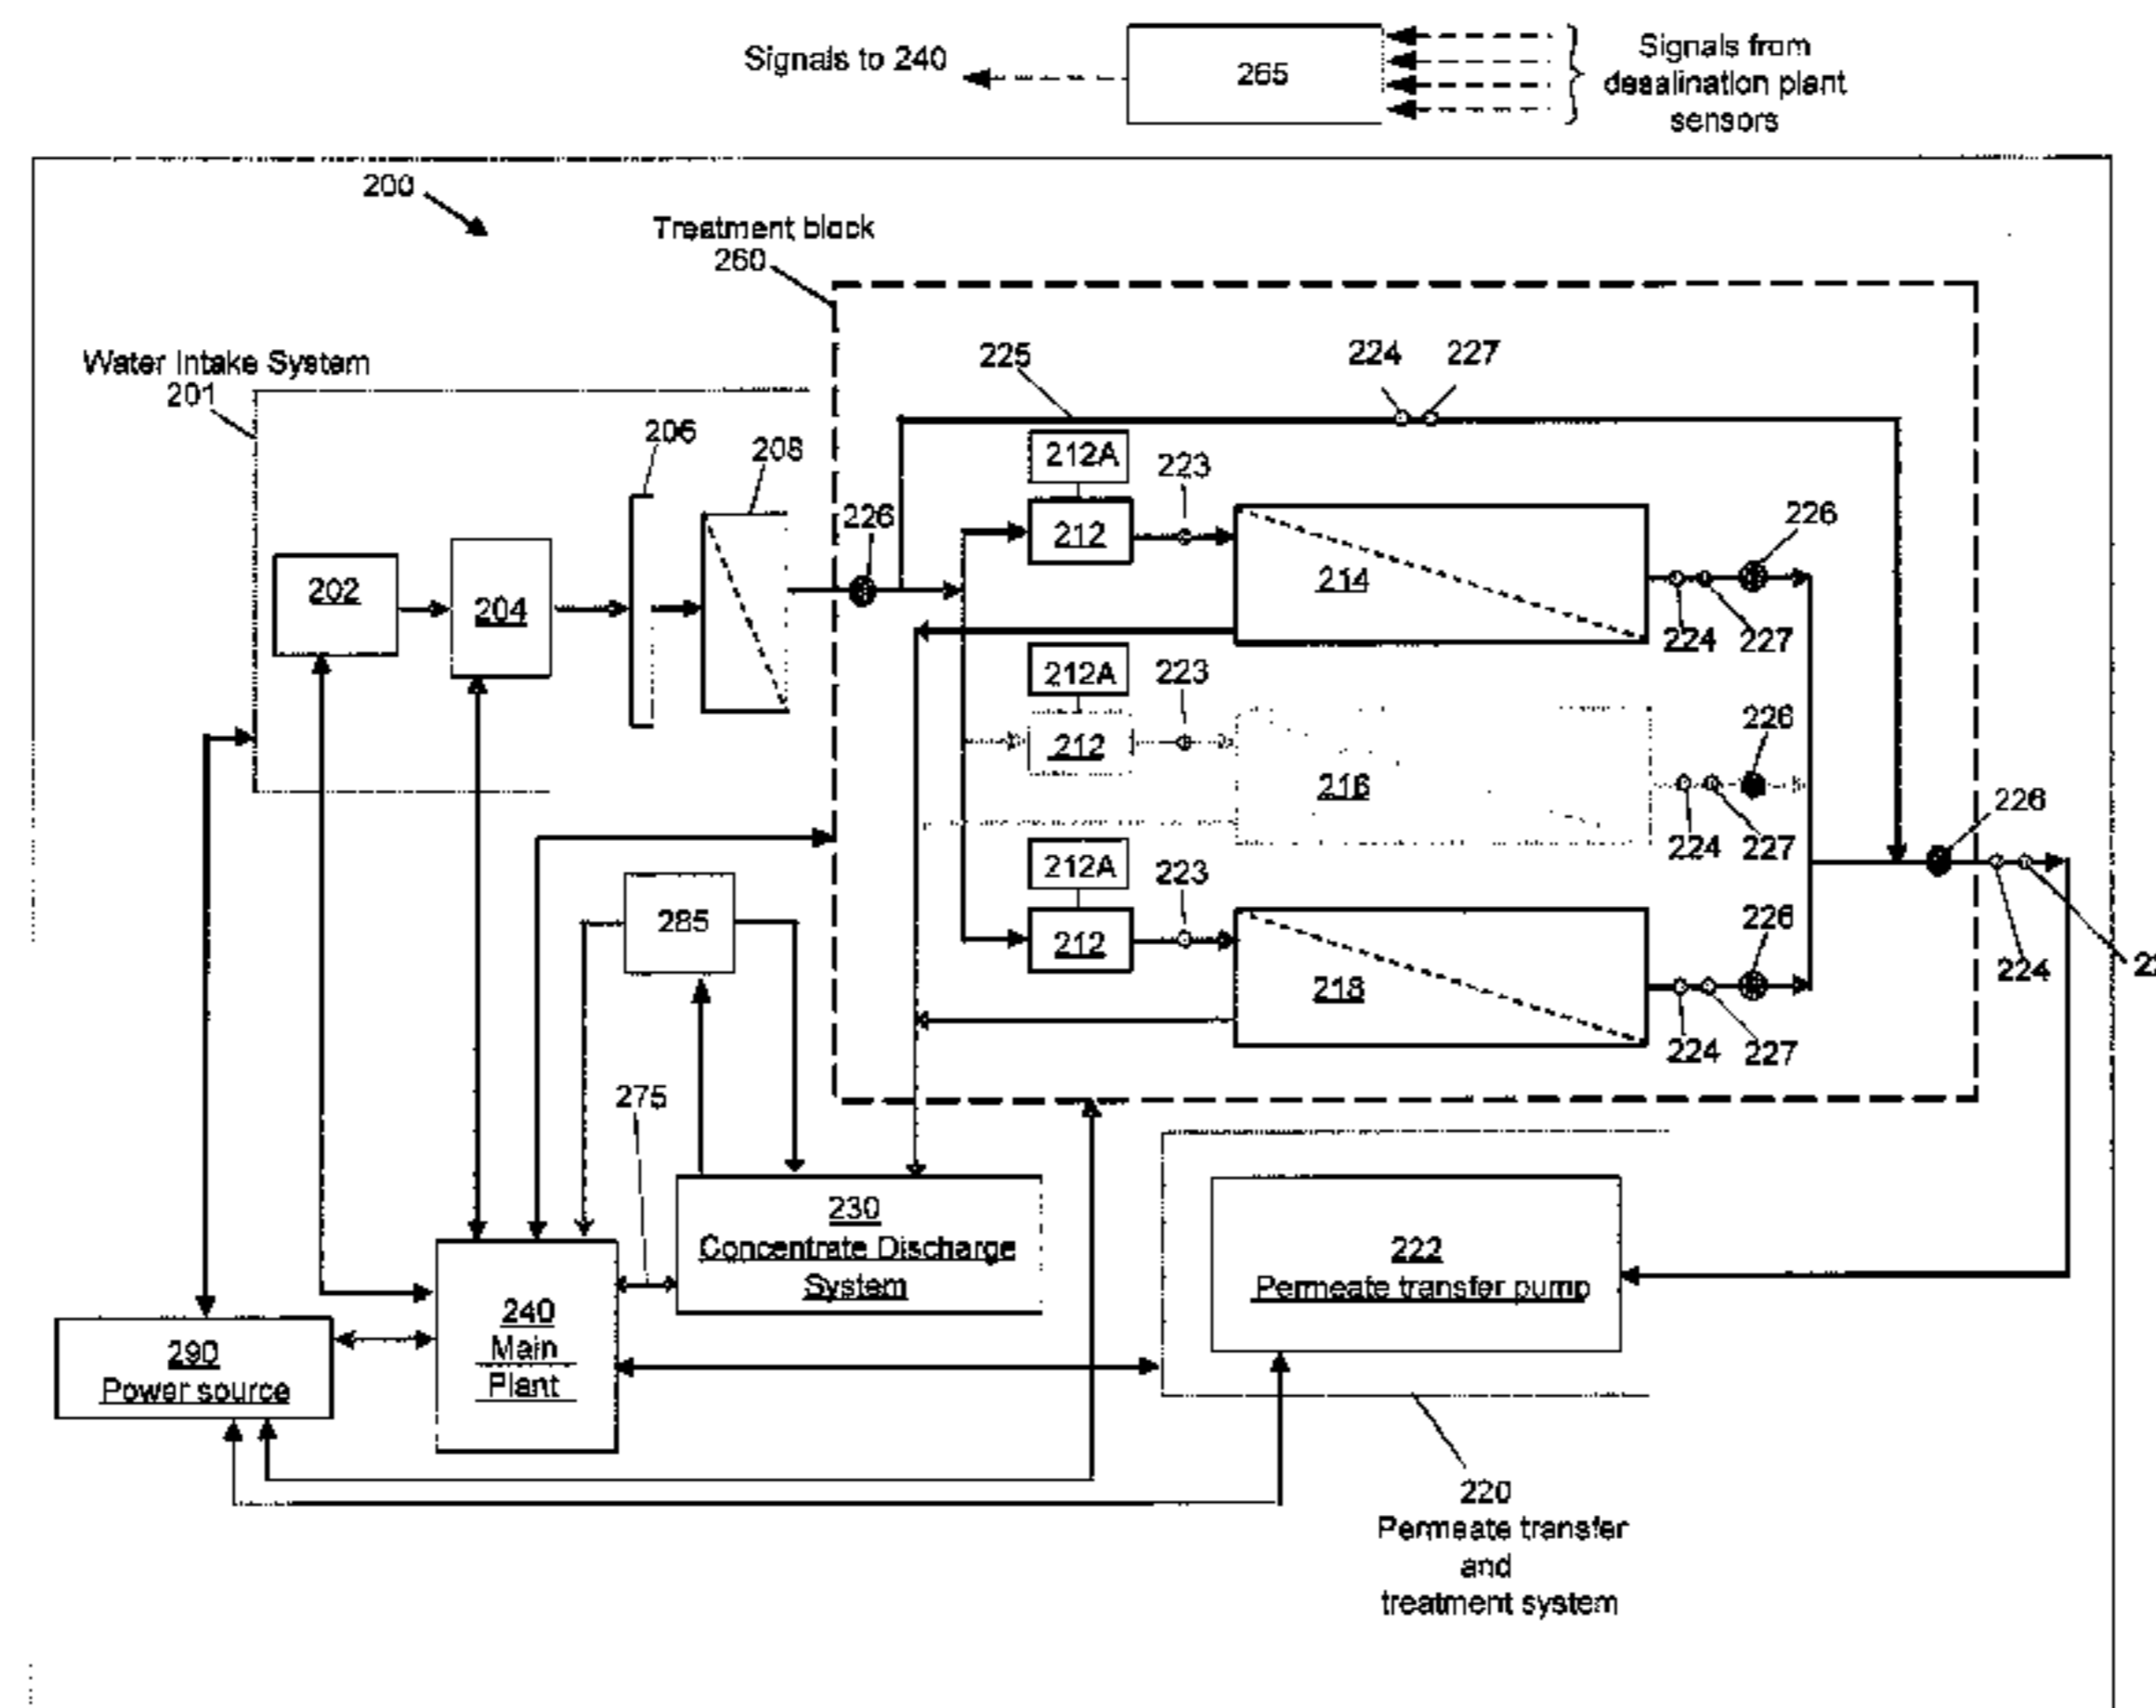 Signals to 240
265
Signals from
desalination plant
sensors
200
Treatment block
260
Water Intake System
201
206
208
225
224
227
212A
223
226
212
226
202
204
214
224
227
212A
223
212
216
226
224
227
226
212A
223
285
212
218
226
224
224
227
275
230
Concentrate Discharge
System
222
Permeate transfer pump
240
Main
Plant
290
Power source
220
Permeate transfer
and
treatment system